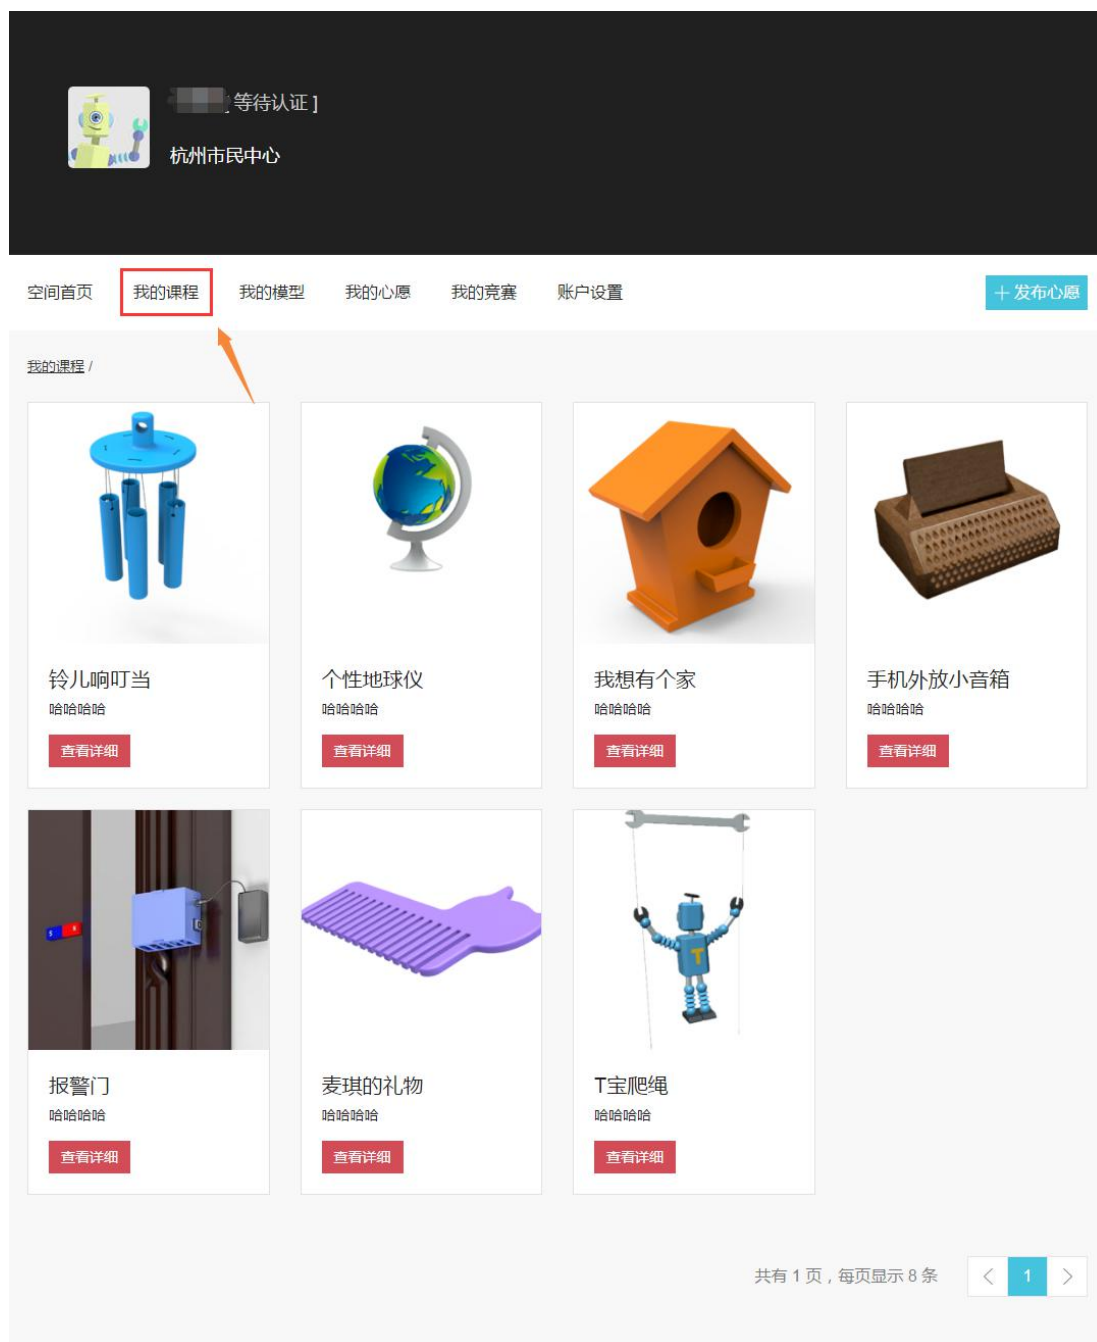 等待认证 ]
杭州市民中心
空间首页 我的课程 我的模型 我的心愿 我的竞赛 账户设置 + 发布心愿
我的课程 /
铃儿响叮当 个性地球仪 我想有个家 手机外放小音箱
哈哈哈哈 哈哈哈哈 哈哈哈哈 哈哈哈哈
查看详细 查看详细 查看详细 查看详细
T
报警门 麦琪的礼物 T宝爬绳
哈哈哈哈 哈哈哈哈 哈哈哈哈
查看详细 查看详细 查看详细
共有 1 页 , 每页显示 8 条 < 1 >